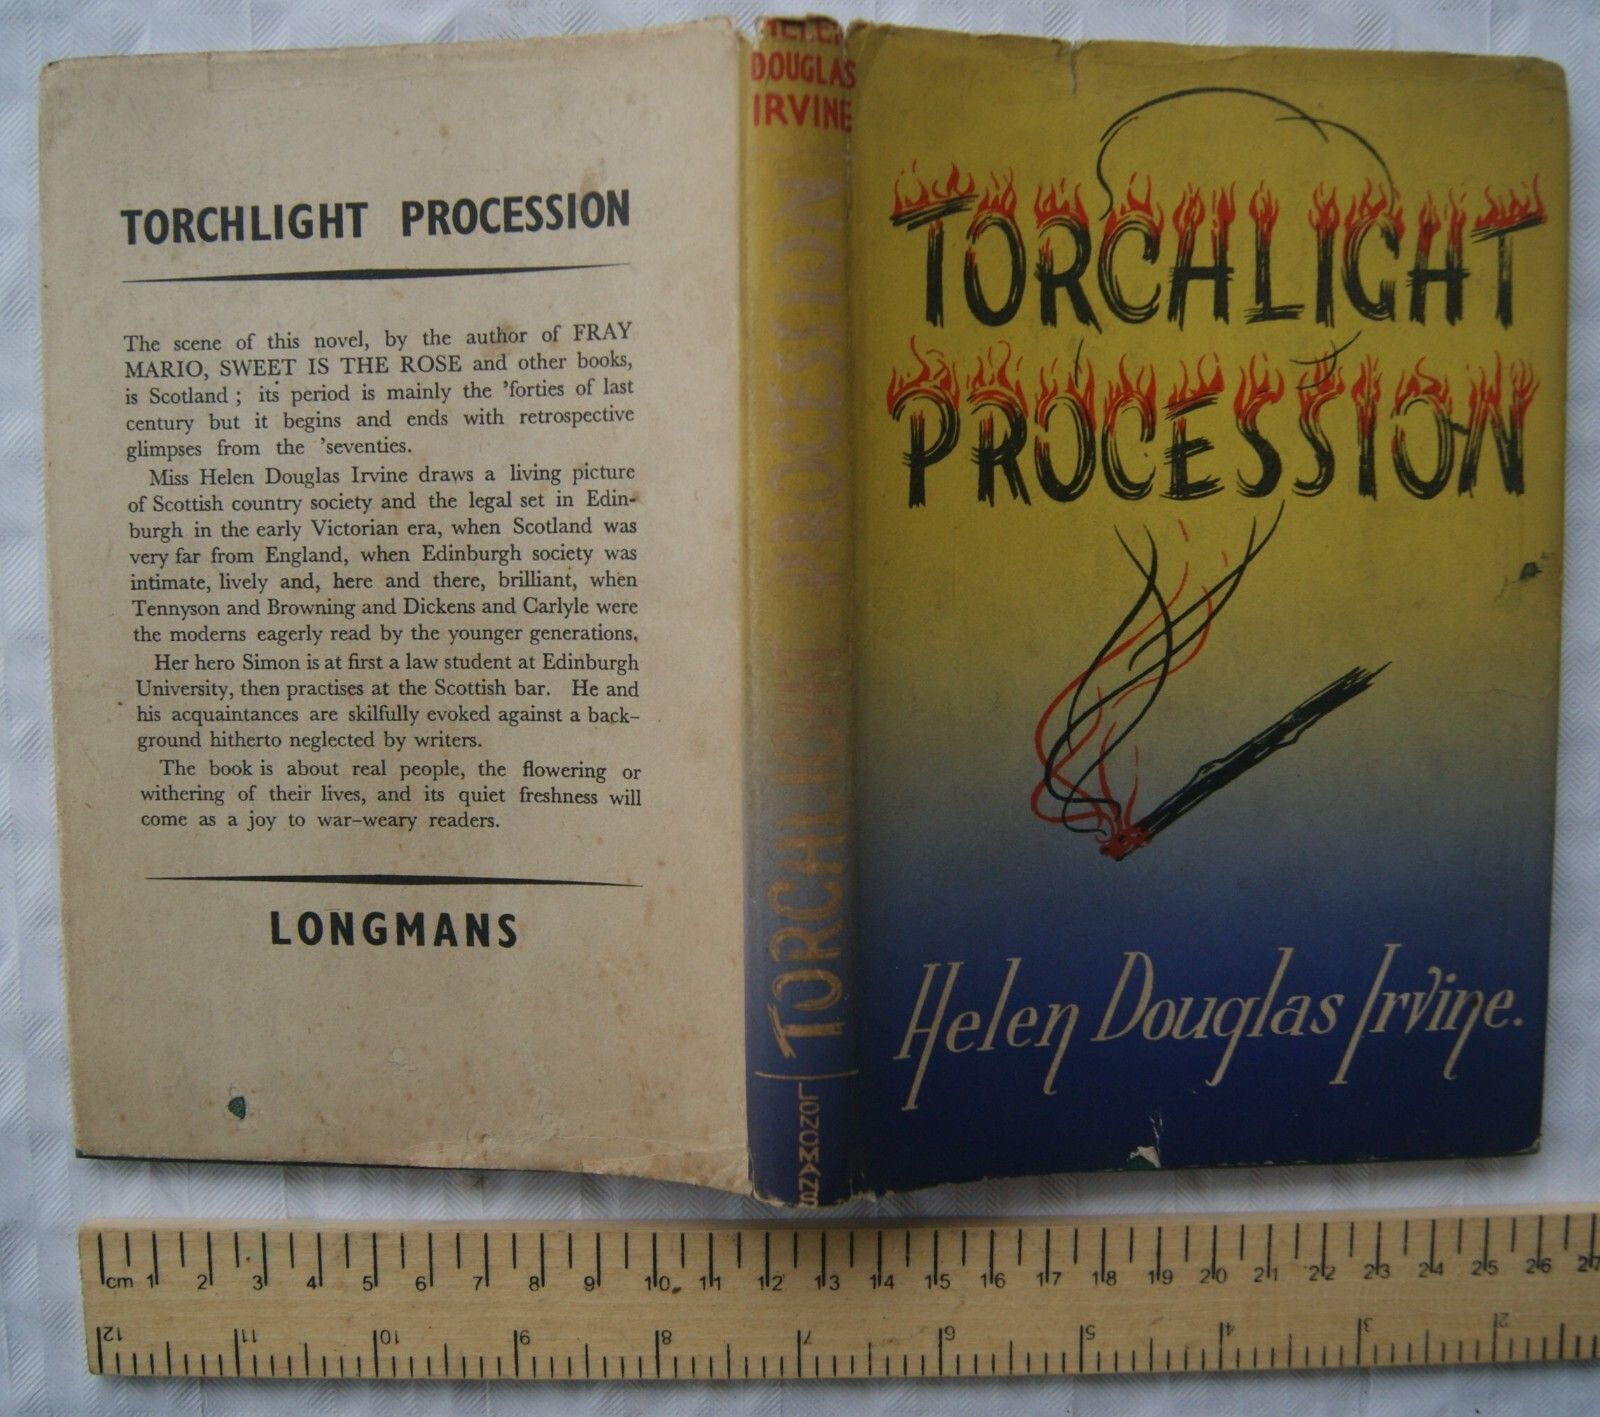 TORCHLIGHT PROCESSION
The scene of this novel, by the author of FRAY
MARIO, SWEET IS THE ROSE and other books,
is Scotland ; its period is mainly the 'forties of last
century but it begins and ends with retrospective
glimpses from the 'seventies.
Miss Helen Douglas Irvine draws a living picture
of Scottish country society and the legal set in Edin-
burgh in the early Victorian era, when Scotland was
very far from England, when Edinburgh society was
intimate, lively and, here and there, brilliant, when
Tennyson and Browning and Dickens and Carlyle were
the moderns eagerly read by the younger generations,
Her hero Simon is at first a law student at Edinburgh
University, then practises at the Scottish bar. He and
his acquaintances are skilfully evoked against a back-
ground hitherto neglected by writers.
The book is about real people, the flowering or
withering of their lives, and its quiet freshness will
come as a joy to war-weary readers.
LONGMANS
HELEN
DOUGLAS
IRVINE
TORCHLIGHT PROCESSION
LONGMANS
TORCHLIGHT
PROCESSION
Helen Douglas Irvine.
cm 1 2 3 4 5 6 7 8 9 10 11 12 13 14 15 16 17 18 19 20 21 22 23 24 25 26 27
12 11 10 9 8 7 6 5 4 3 2